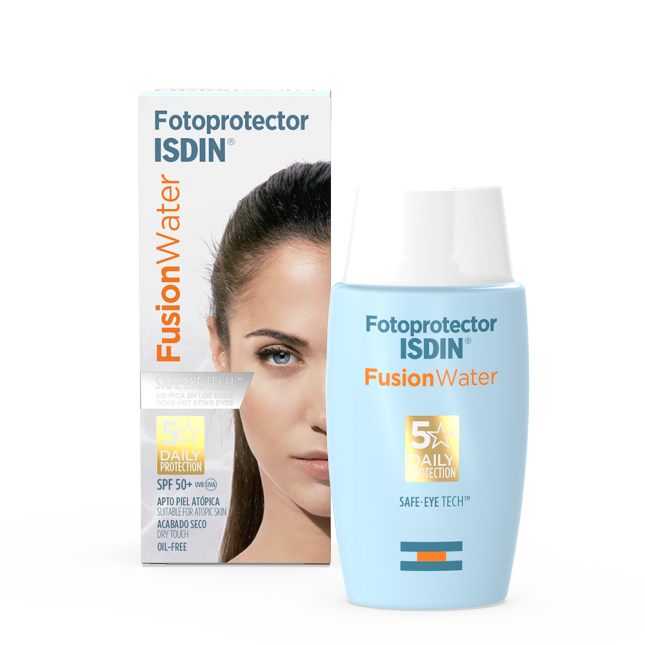 Fotoprotector
ISDIN®
FusionWater
SAFE-EYE TECH™
NO PICA EN LOS OJOS
DOES NOT STING EYES
5
DAILY
PROTECTION
SPF 50+ UVB UVA
APTO PIEL ATÓPICA
SUITABLE FOR ATOPIC SKIN
ACABADO SECO
DRY TOUCH
OIL-FREE
Fotoprotector
ISDIN®
FusionWater
5
DAILY
PROTECTION
SAFE-EYE TECH™